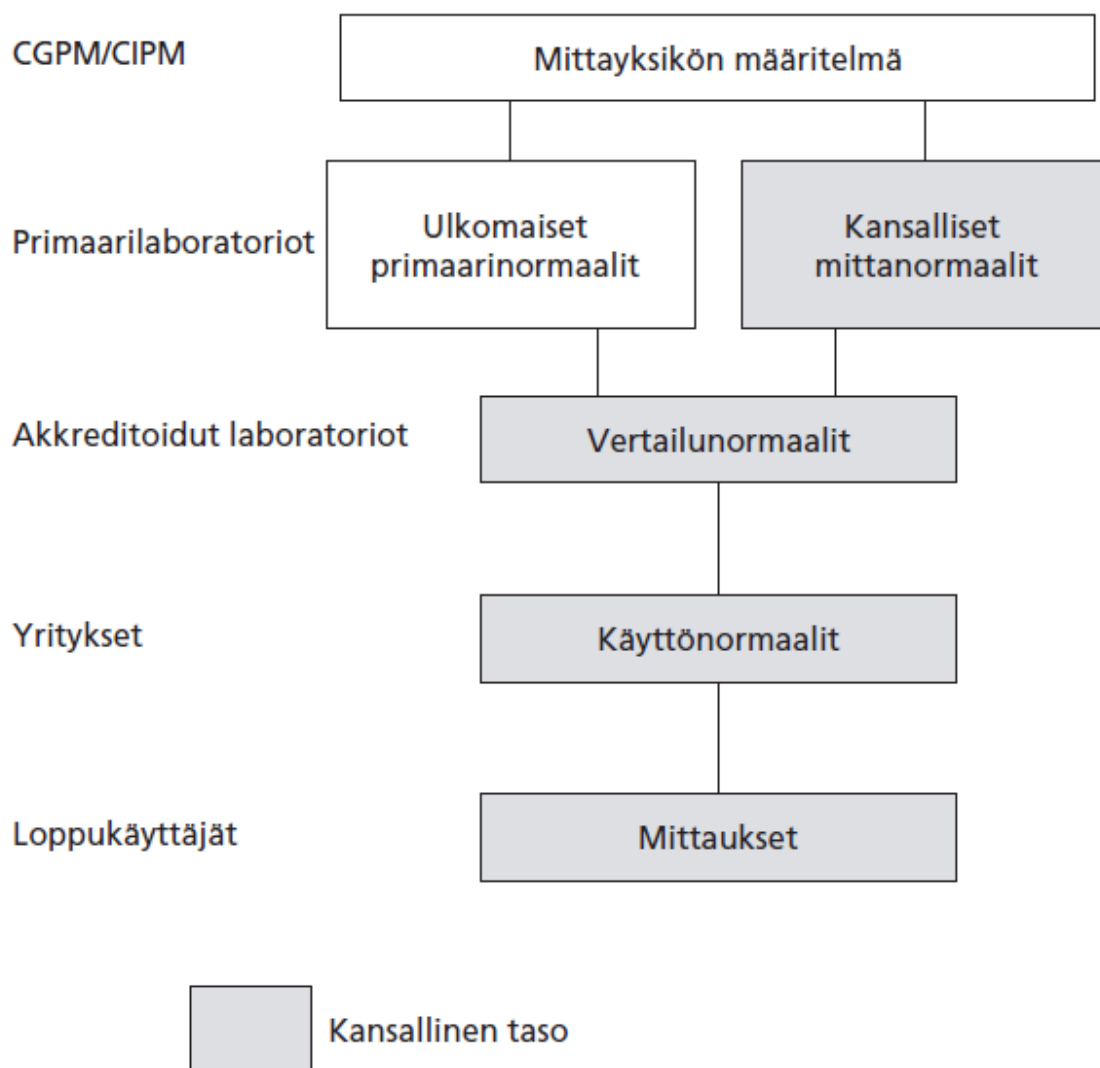 CGPM/CIPM
Mittayksikön määritelmä
Primaarilaboratoriot
Ulkomaiset
primaarinormaalit
Kansalliset
mittanormaalit
Akkreditoidut laboratoriot
Vertailunormaalit
Yritykset
Käyttönormaalit
Loppukäyttäjät
Mittaukset
Kansallinen taso